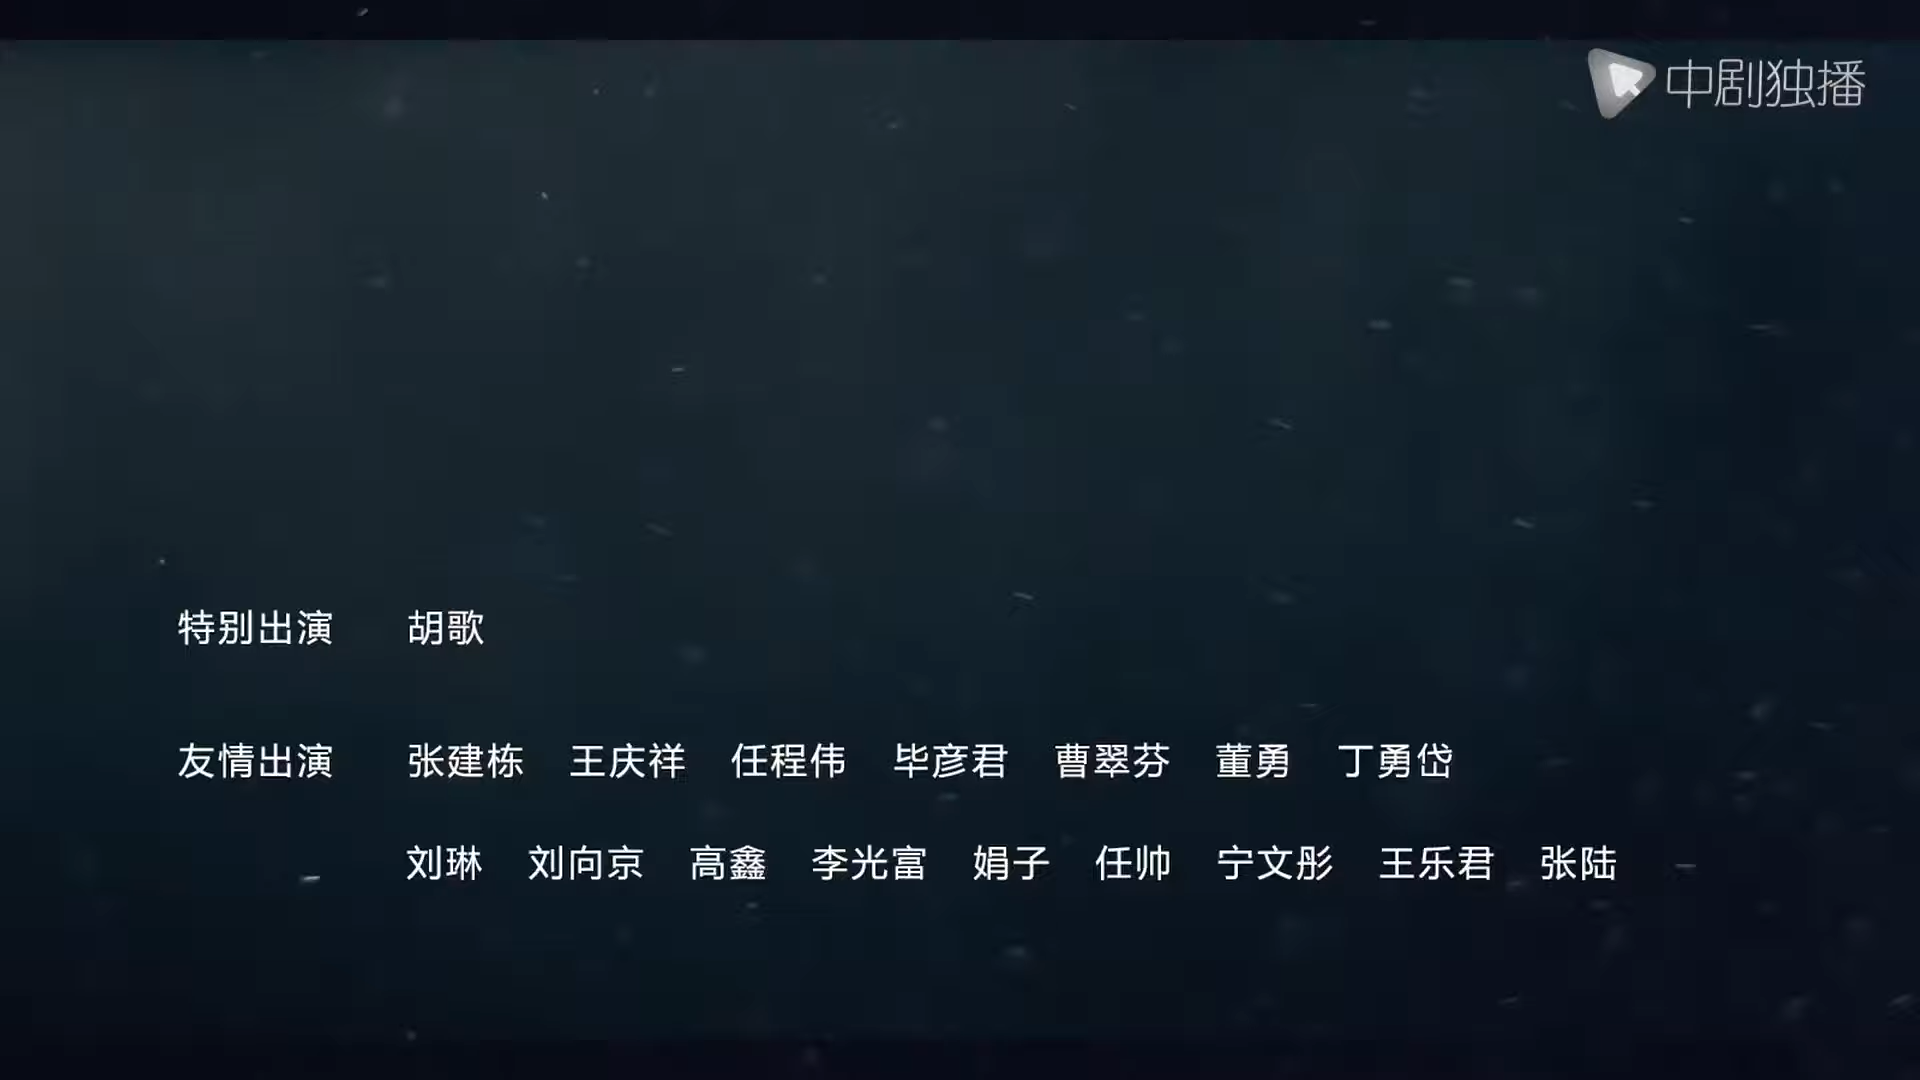 中剧独播
特别出演 胡歌
友情出演 张建栋 王庆祥 任程伟 毕彦君 曹翠芬 董勇 丁勇岱
刘琳 刘向京 高鑫 李光富 娟子 任帅 宁文彤 王乐君 张陆